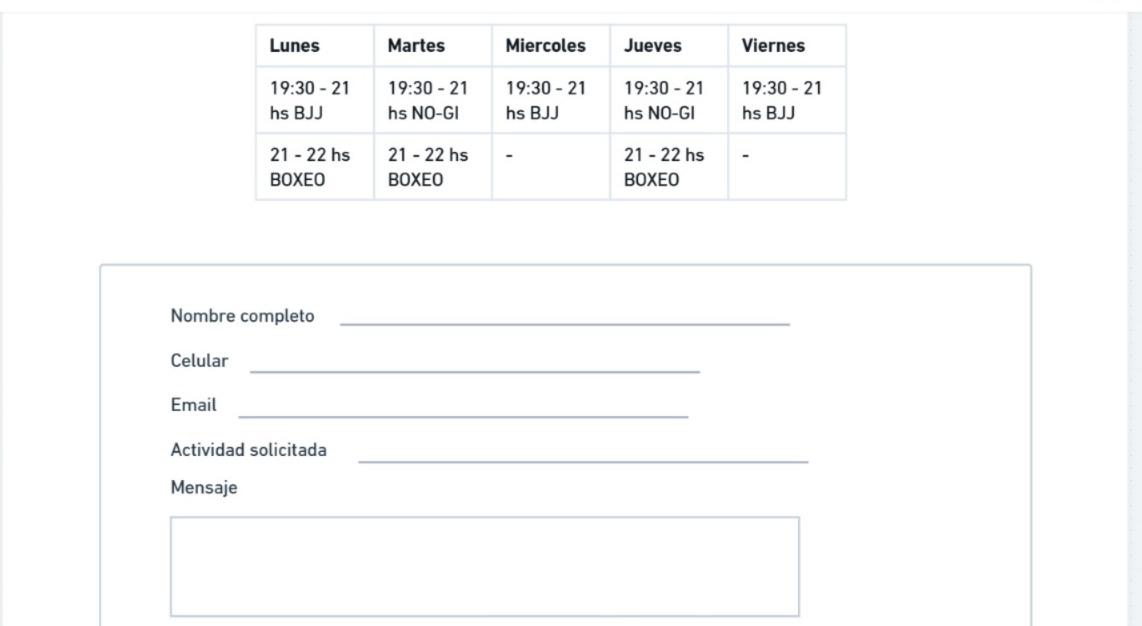 Lunes Martes Miercoles Jueves Viernes
19:30 - 21 19:30 - 21 19:30 - 21 19:30 - 21 19:30 - 21
hs BJJ hs NO-GI hs BJJ hs NO-GI hs BJJ
21 - 22 hs 21 - 22 hs - 21 - 22 hs -
BOXEO BOXEO BOXEO
Nombre completo
Celular
Email
Actividad solicitada
Mensaje